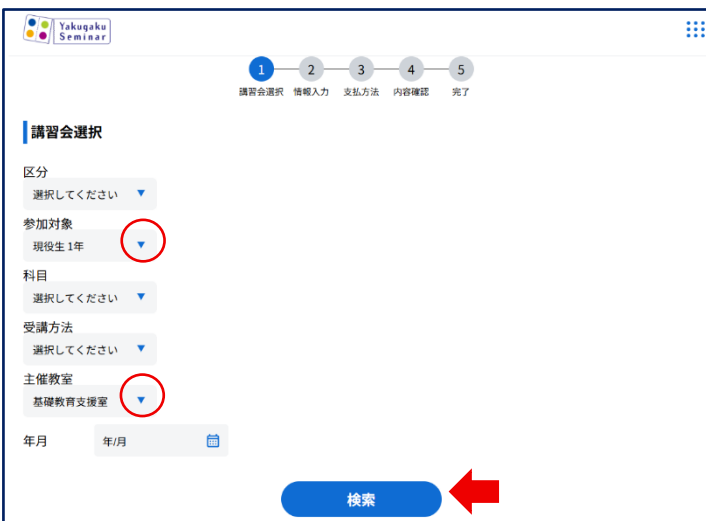 Yakugaku
Seminar
1 2 3 4 5
講習会選択 情報入力 支払方法 内容確認 完了
講習会選択
区分
選択してください
参加対象
現役生 1年
科目
選択してください
受講方法
選択してください
主催教室
基礎教育支援室
年月 年/月
検索